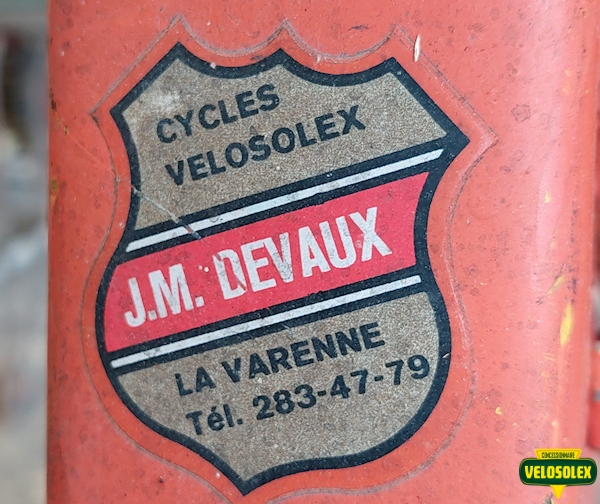 CYCLES
VELOSOLEX
J.M. DEVAUX
LA VARENNE
Tél. 283-47-79
CONCESSIONNAIRE
VELOSOLEX